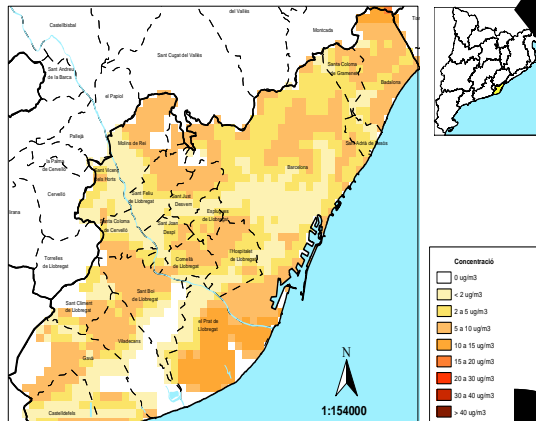 del Vallès
Castellbisbal
Montcada
Sant Cugat del Vallès
Sant Andreu
de la Barca
Santa Coloma
de Gramenet
Badalona
el Papiol
Pallejà
Molins de Rei
Sant Adrià de Besòs
la Palma
de Cervelló
Barcelona
Sant Vicenç
dels Horts
Cervelló
Sant Feliu
de Llobregat
Sant Just
Desvern
Esplugues
de Llobregat
Santa Coloma
de Cervelló
Sant Joan
Despí
Torrelles
de Llobregat
Cornellà
de Llobregat
l'Hospitalet
de Llobregat
Sant Boi
de Llobregat
Sant Climent
de Llobregat
el Prat de
Llobregat
Viladecans
Gavà
Castelldefels
N
1:154000
Concentració
0 ug/m3
< 2 ug/m3
2 a 5 ug/m3
5 a 10 ug/m3
10 a 15 ug/m3
15 a 20 ug/m3
20 a 30 ug/m3
30 a 40 ug/m3
> 40 ug/m3